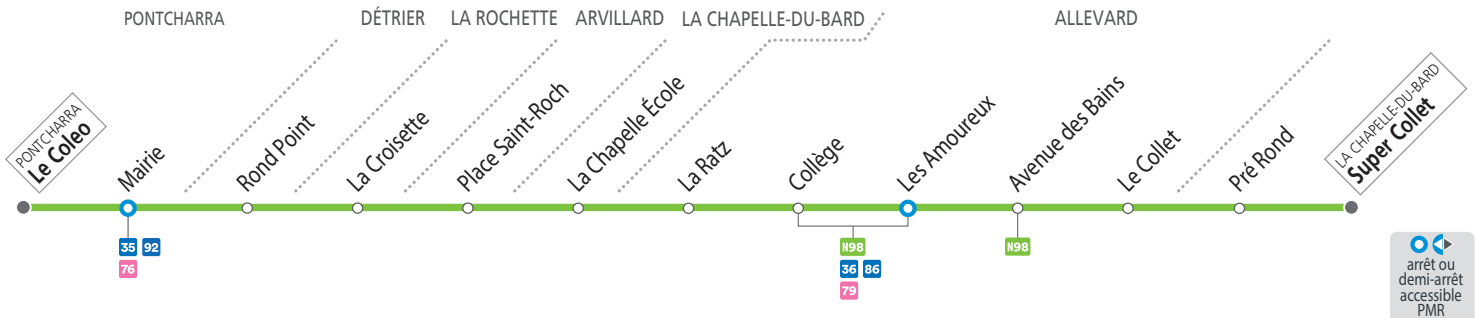 PONTCHARRA
DÉTRIER
LA ROCHETTE
ARVILLARD
LA CHAPELLE-DU-BARD
ALLEVARD
PONTCHARRA
Le Coleo
Mairie
Rond Point
La Croisette
Place Saint-Roch
La Chapelle École
La Ratz
Collège
Les Amoureux
Avenue des Bains
Le Collet
Pré Rond
LA CHAPELLE-DU-BARD
Super Collet
35 92
76
N98
36 86
79
N98
arrêt ou
demi-arrêt
accessible
PMR